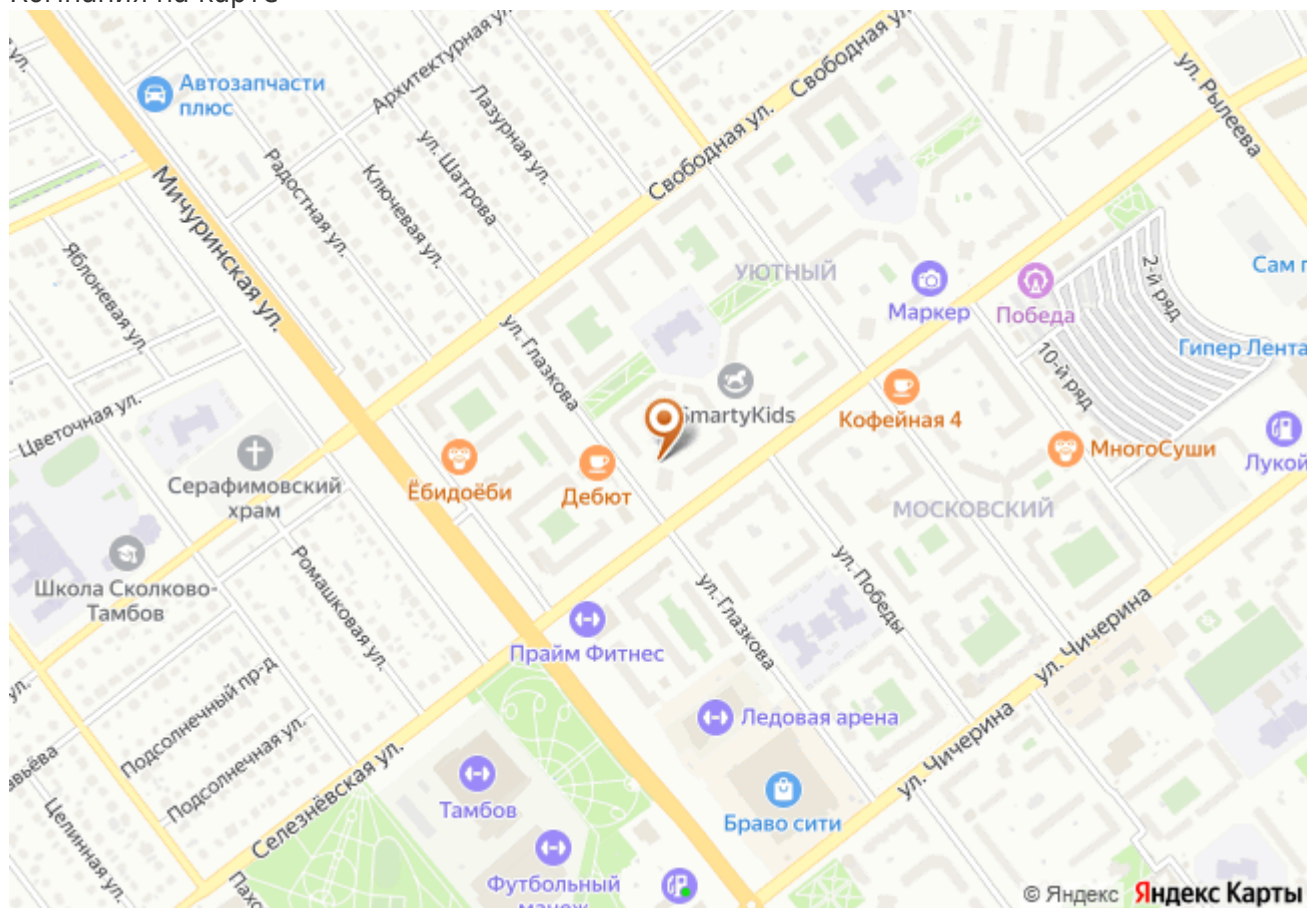 Компания на карте
Автозапчасти
плюс
Архитектурная ул.
Лазурная ул.
ул. Шатрова
Ключевая ул.
Радостная ул.
Свободная ул.
Свободная ул.
ул. Рылеева
Мичуринская ул.
Яблоневая ул.
Цветочная ул.
ул. Глазкова
УЮТНЫЙ
Маркер
Победа
2-й ряд
10-й ряд
Гипер Лента
SmartyKids
Кофейная 4
МногоСуши
МОСКОВСКИЙ
Серафимовский
храм
Ёбидоёби
Дебют
Школа Сколково-
Тамбов
Ромашковая ул.
Прайм Фитнес
ул. Глазкова
ул. Победы
ул. Чичерина
ул. Чичерина
Ледовая арена
Браво сити
Подсолнечный пр-д
Подсолнечная ул.
Селезнёвская ул.
Целинная ул.
Тамбов
Футбольный
© Яндекс Яндекс Карты